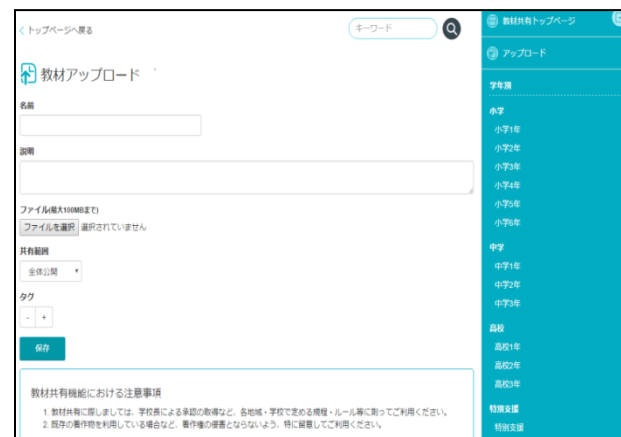 < トップページへ戻る
キーワード
教材アップロード
名前
説明
ファイル(最大100MBまで)
ファイルを選択 選択されていません
共有範囲
全体公開
タグ
- +
保存
教材共有機能における注意事項
1. 教材共有に際しましては、学校長による承認の取得など、各地域・学校で定める規程・ルール等に則ってご利用ください。
2. 既存の著作物を利用している場合など、著作権の侵害とならないよう、特に留意してご利用ください。
教材共有トップページ
アップロード
学年別
小学
小学1年
小学2年
小学3年
小学4年
小学5年
小学6年
中学
中学1年
中学2年
中学3年
高校
高校1年
高校2年
高校3年
特別支援
特別支援